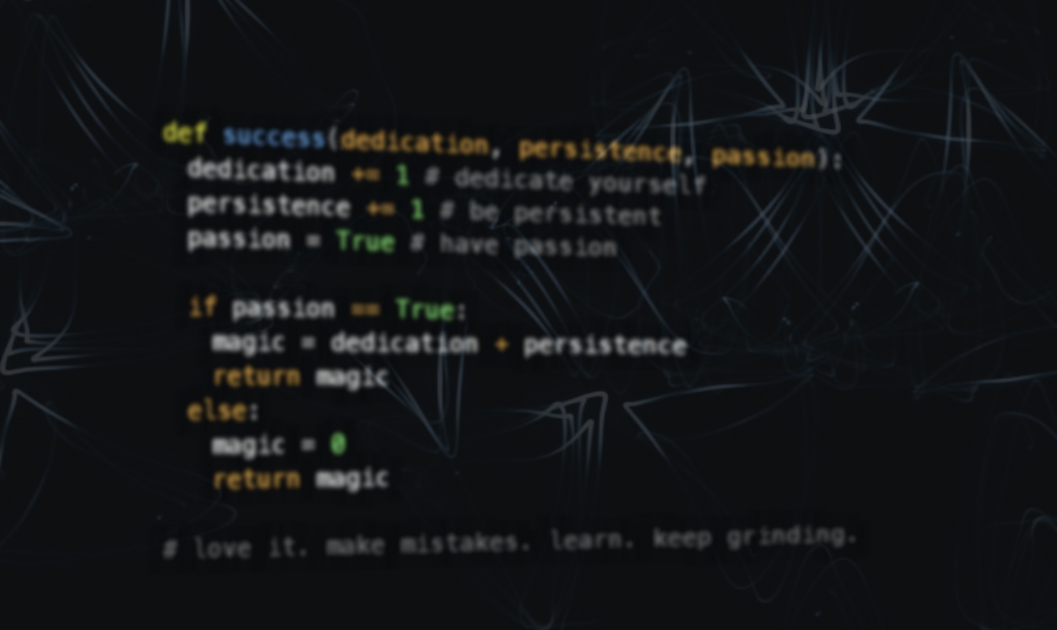 def success(dedication, persistence, passion):
  dedication += 1 # dedicate yourself
  persistence += 1 # be persistent
  passion = True # have passion

  if passion == True:
    magic = dedication + persistence
    return magic
  else:
    magic = 0
    return magic

# love it. make mistakes. learn. keep grinding.